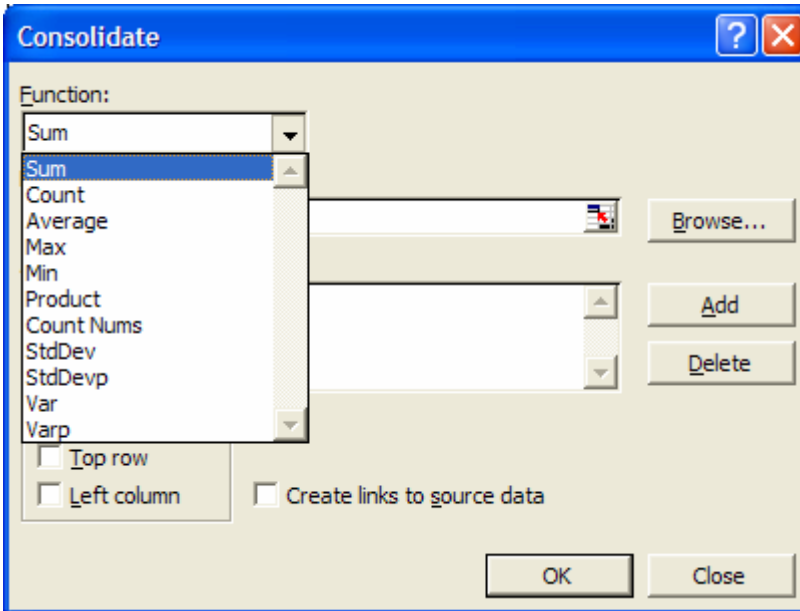 Consolidate
Function:
Sum
Sum
Count
Average
Max
Min
Product
Count Nums
StdDev
StdDevp
Var
Varp
Browse...
Add
Delete
Top row
Left column
Create links to source data
OK
Close